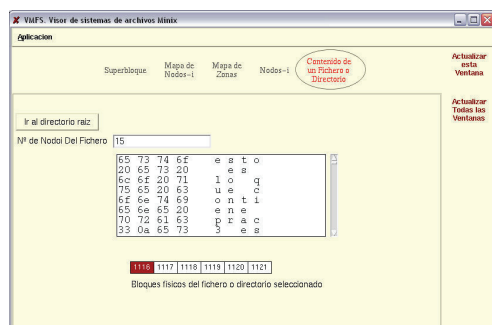 VMFS. Visor de sistemas de archivos Minix
Aplicacion
Superbloque
Mapa de
Nodos-i
Mapa de
Zonas
Nodos-i
Contenido de
un Fichero o
Directorio
Actualizar
esta
Ventana
Actualizar
Todas las
Ventanas
Ir al directorio raiz
Nº de Nodoi Del Fichero 15
65 73 74 6f e s t o
20 65 73 20 e s
6c 6f 20 71 l o q
75 65 20 63 u e c
6f 6e 74 69 o n t i
65 6e 65 20 e n e
70 72 61 63 p r a c
33 0a 65 73 3 e s
1116 1117 1118 1119 1120 1121
Bloques fisicos del fichero o directorio seleccionado